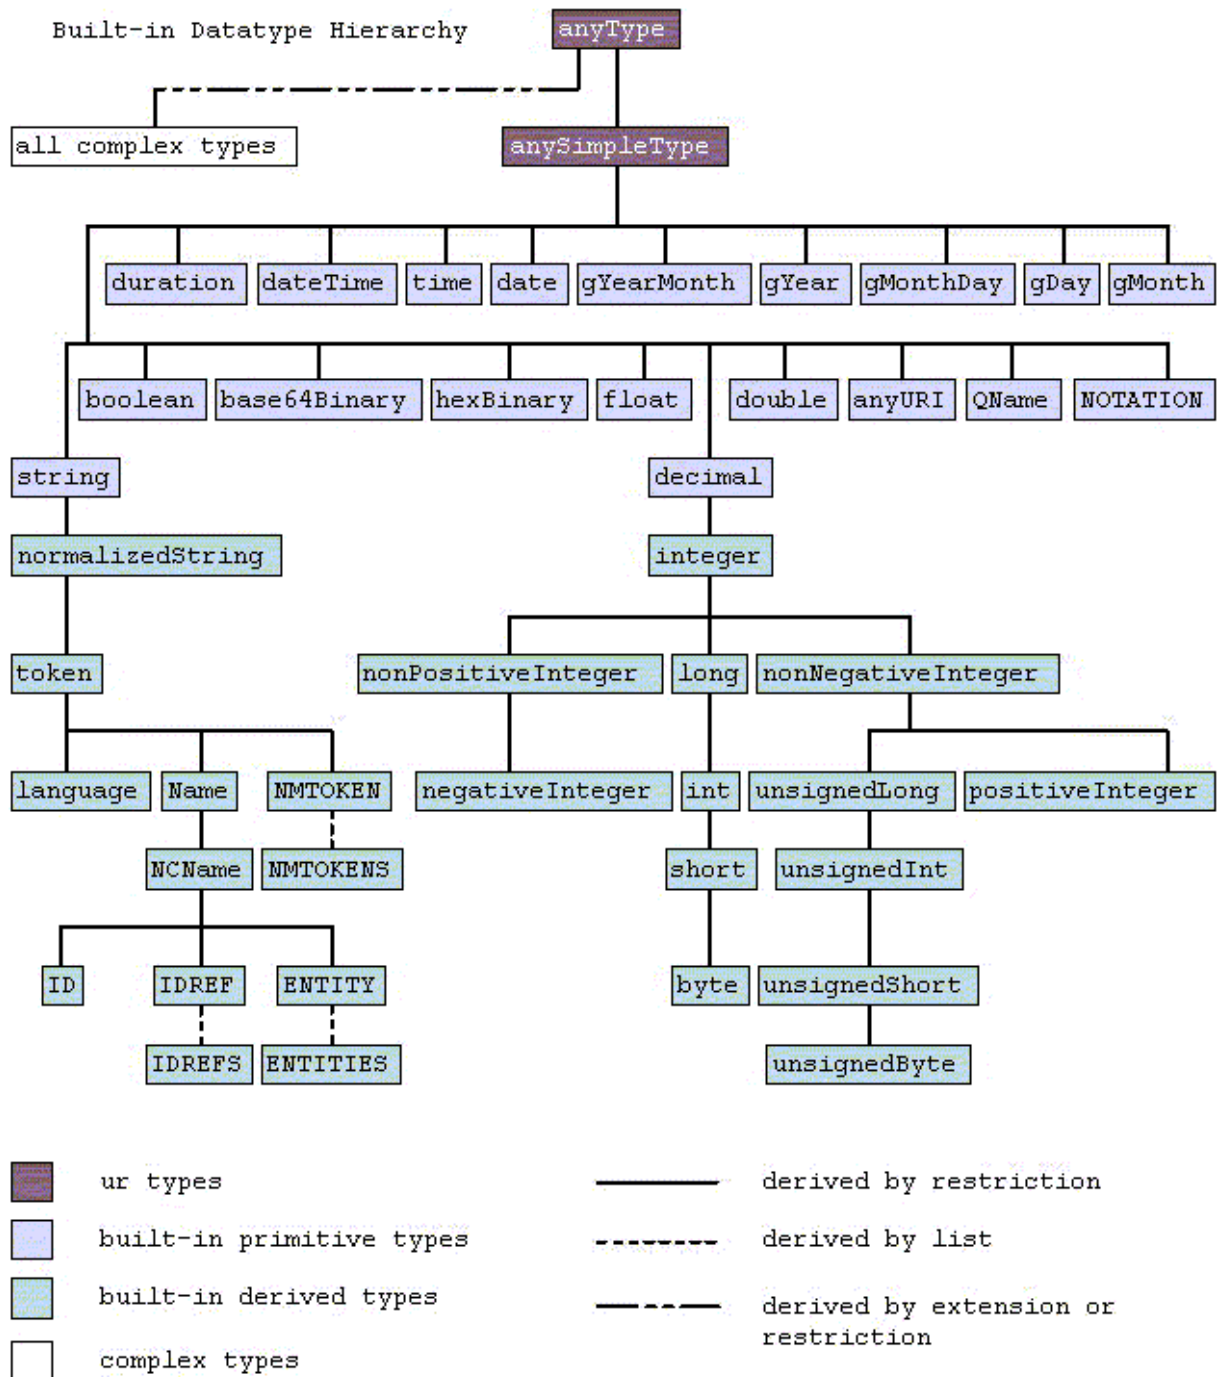 Built-in Datatype Hierarchy
anyType
all complex types
anySimpleType
duration dateTime time date gYearMonth gYear gMonthDay gDay gMonth
boolean base64Binary hexBinary float double anyURI QName NOTATION
string decimal
normalizedString integer
token nonPositiveInteger long nonNegativeInteger
language Name NMTOKEN negativeInteger int unsignedLong positiveInteger
NCName NMTOKENS short unsignedInt
ID IDREF ENTITY byte unsignedShort
IDREFS ENTITIES unsignedByte
ur types derived by restriction
built-in primitive types derived by list
built-in derived types derived by extension or
restriction
complex types